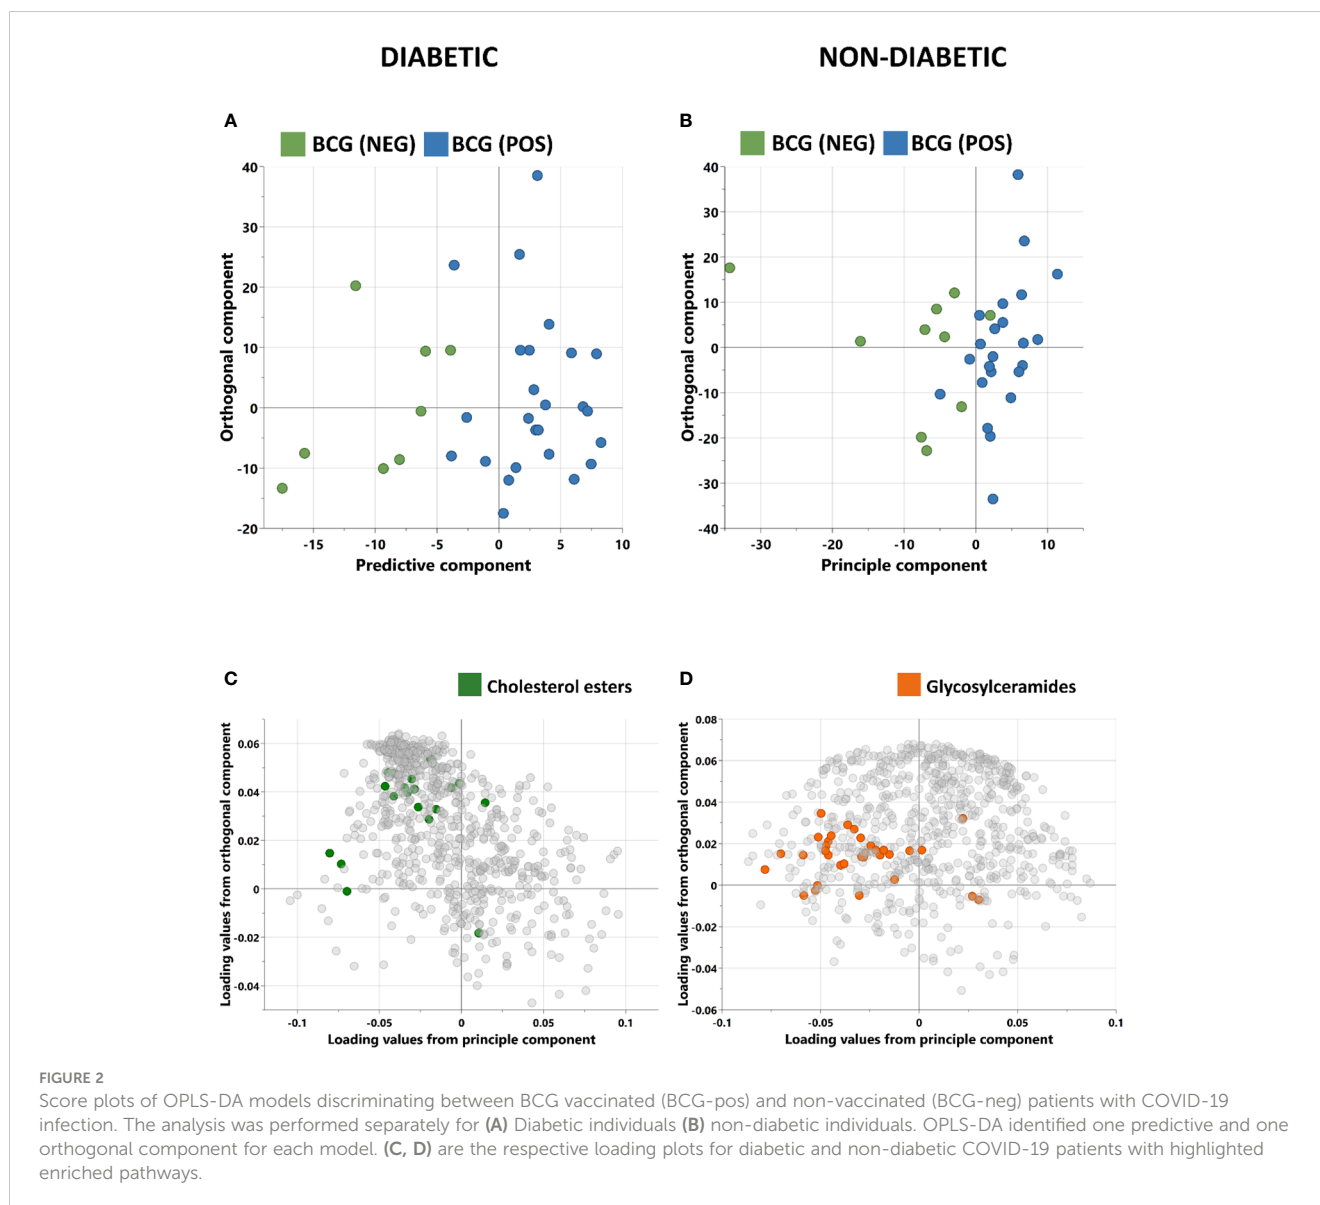 DIABETIC
NON-DIABETIC
A
BCG (NEG)
BCG (POS)
40
30
20
10
0
-10
-20
Orthogonal component
-15
-10
-5
0
5
10
Predictive component
B
BCG (NEG)
BCG (POS)
40
30
20
10
0
-10
-20
-30
-40
Orthogonal component
-30
-20
-10
0
10
Principle component
C
Cholesterol esters
0.06
0.04
0.02
0
-0.02
-0.04
Loading values from orthogonal component
-0.1
-0.05
0
0.05
0.1
Loading values from principle component
D
Glycosylceramides
0.08
0.06
0.04
0.02
0
-0.02
-0.04
-0.06
Loading values from orthogonal component
-0.1
-0.05
0
0.05
0.1
Loading values from principle component
FIGURE 2
Score plots of OPLS-DA models discriminating between BCG vaccinated (BCG-pos) and non-vaccinated (BCG-neg) patients with COVID-19
infection. The analysis was performed separately for (A) Diabetic individuals (B) non-diabetic individuals. OPLS-DA identified one predictive and one
orthogonal component for each model. (C, D) are the respective loading plots for diabetic and non-diabetic COVID-19 patients with highlighted
enriched pathways.